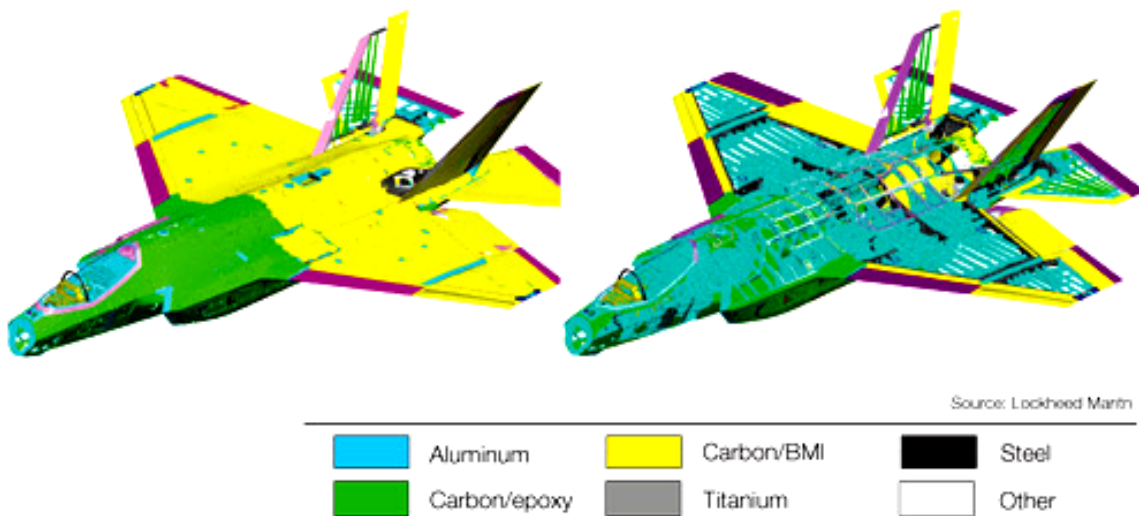 Source: Lockheed Martin
Aluminum
Carbon/BMI
Steel
Carbon/epoxy
Titanium
Other